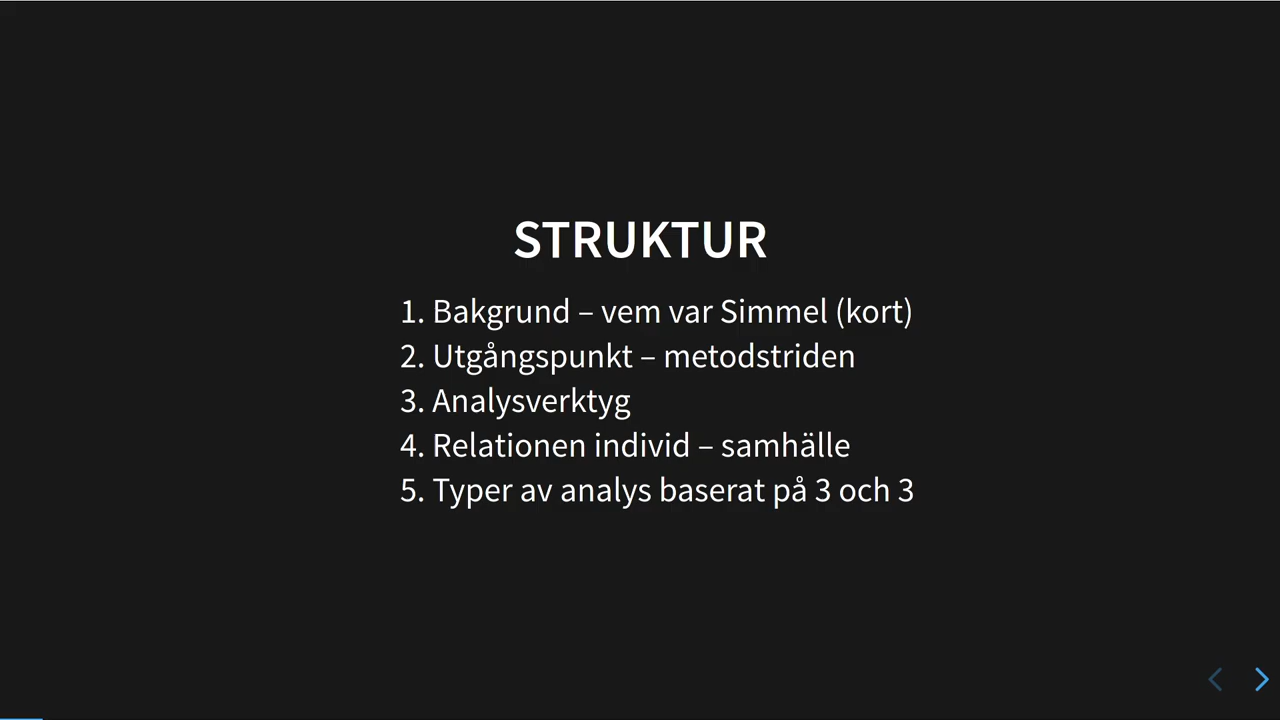 STRUKTUR
1. Bakgrund – vem var Simmel (kort)
2. Utgångspunkt – metodstriden
3. Analysverktyg
4. Relationen individ – samhälle
5. Typer av analys baserat på 3 och 3